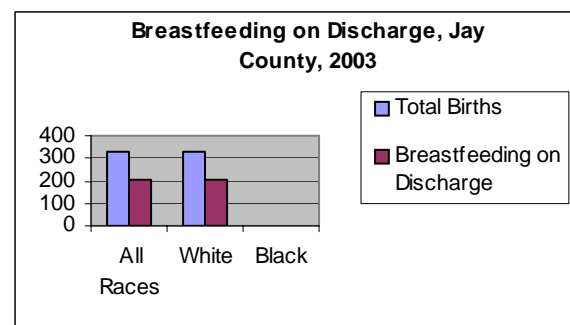 Breastfeeding on Discharge, Jay
County, 2003
Total Births
Breastfeeding on
Discharge
400
300
200
100
0
All
Races
White
Black